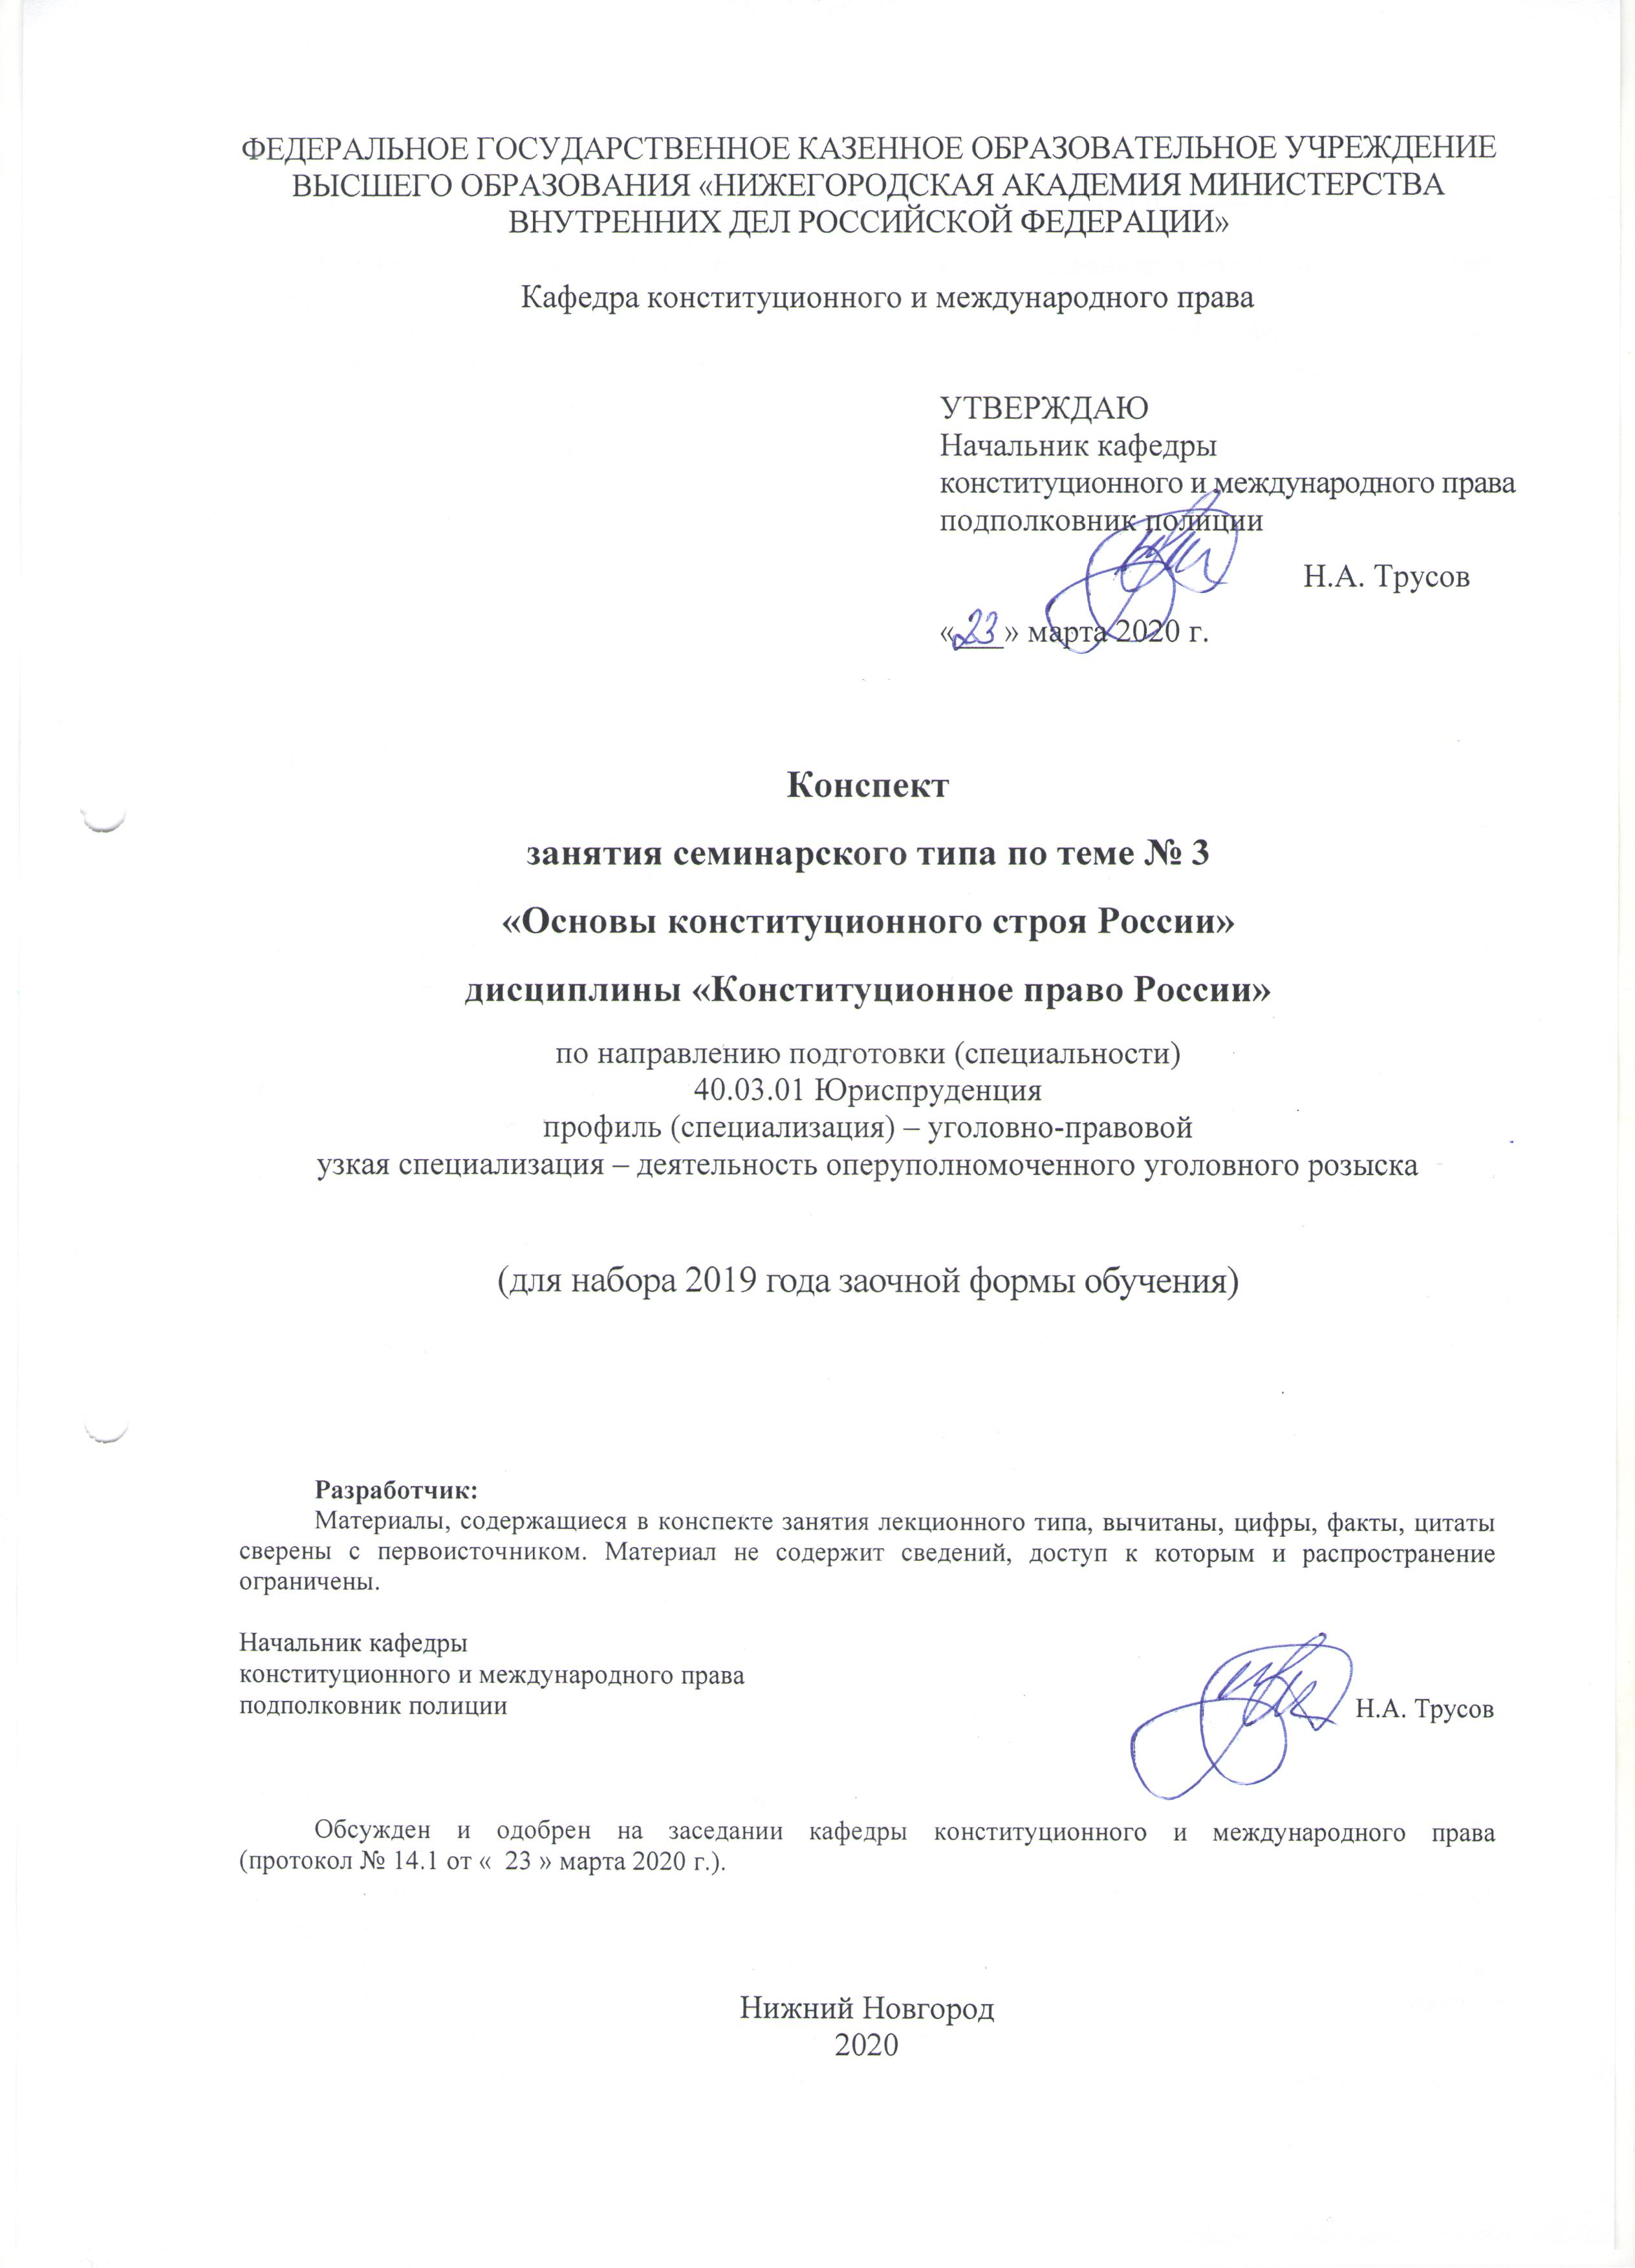 ФЕДЕРАЛЬНОЕ ГОСУДАРСТВЕННОЕ КАЗЕННОЕ ОБРАЗОВАТЕЛЬНОЕ УЧРЕЖДЕНИЕ
ВЫСШЕГО ОБРАЗОВАНИЯ «НИЖЕГОРОДСКАЯ АКАДЕМИЯ МИНИСТЕРСТВА
ВНУТРЕННИХ ДЕЛ РОССИЙСКОЙ ФЕДЕРАЦИИ»
Кафедра конституционного и международного права
УТВЕРЖДАЮ
Начальник кафедры
конституционного и международного права
подполковник полиции
Н.А. Трусов
«23» марта 2020 г.
Конспект
занятия семинарского типа по теме № 3
«Основы конституционного строя России»
дисциплины «Конституционное право России»
по направлению подготовки (специальности)
40.03.01 Юриспруденция
профиль (специализация) – уголовно-правовой
узкая специализация – деятельность оперуполномоченного уголовного розыска
(для набора 2019 года заочной формы обучения)
Разработчик:
Материалы, содержащиеся в конспекте занятия лекционного типа, вычитаны, цифры, факты, цитаты
сверены с первоисточником. Материал не содержит сведений, доступ к которым и распространение
ограничены.
Начальник кафедры
конституционного и международного права
подполковник полиции
Н.А. Трусов
Обсужден и одобрен на заседании кафедры конституционного и международного права
(протокол № 14.1 от « 23 » марта 2020 г.).
Нижний Новгород
2020